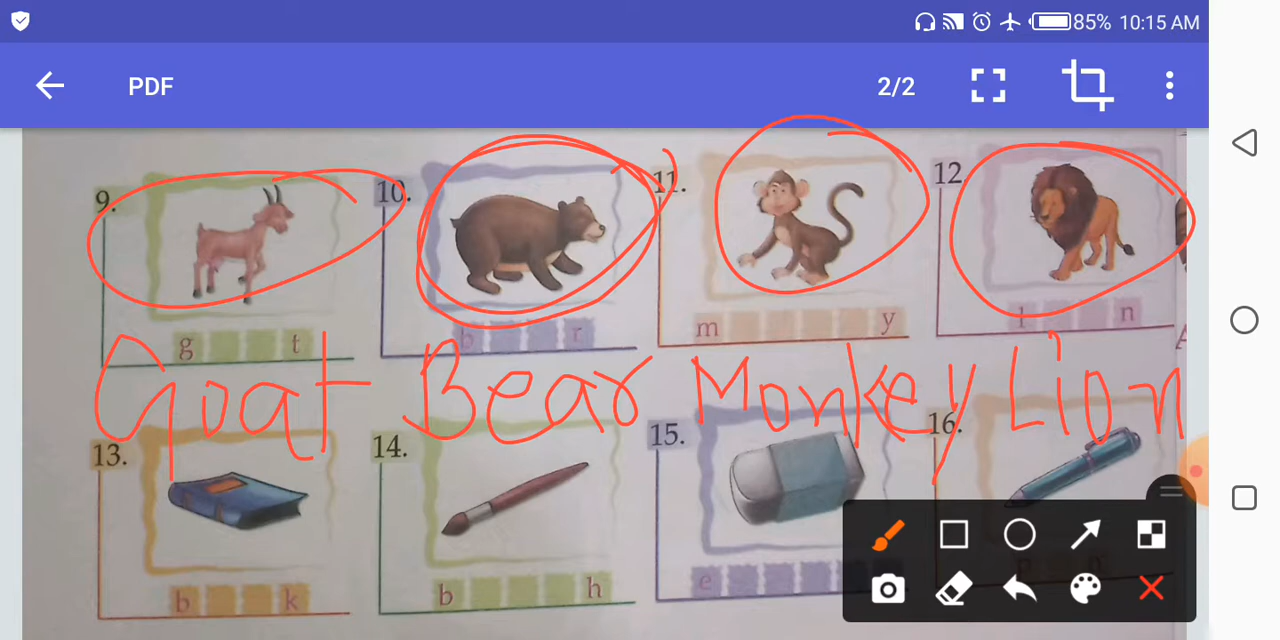 85% 10:15 AM
PDF 2/2
9. 10. 11. 12
g t b r m y l n
Goat Bear Monkey Lion
13. 14. 15. 16.
b k b h e